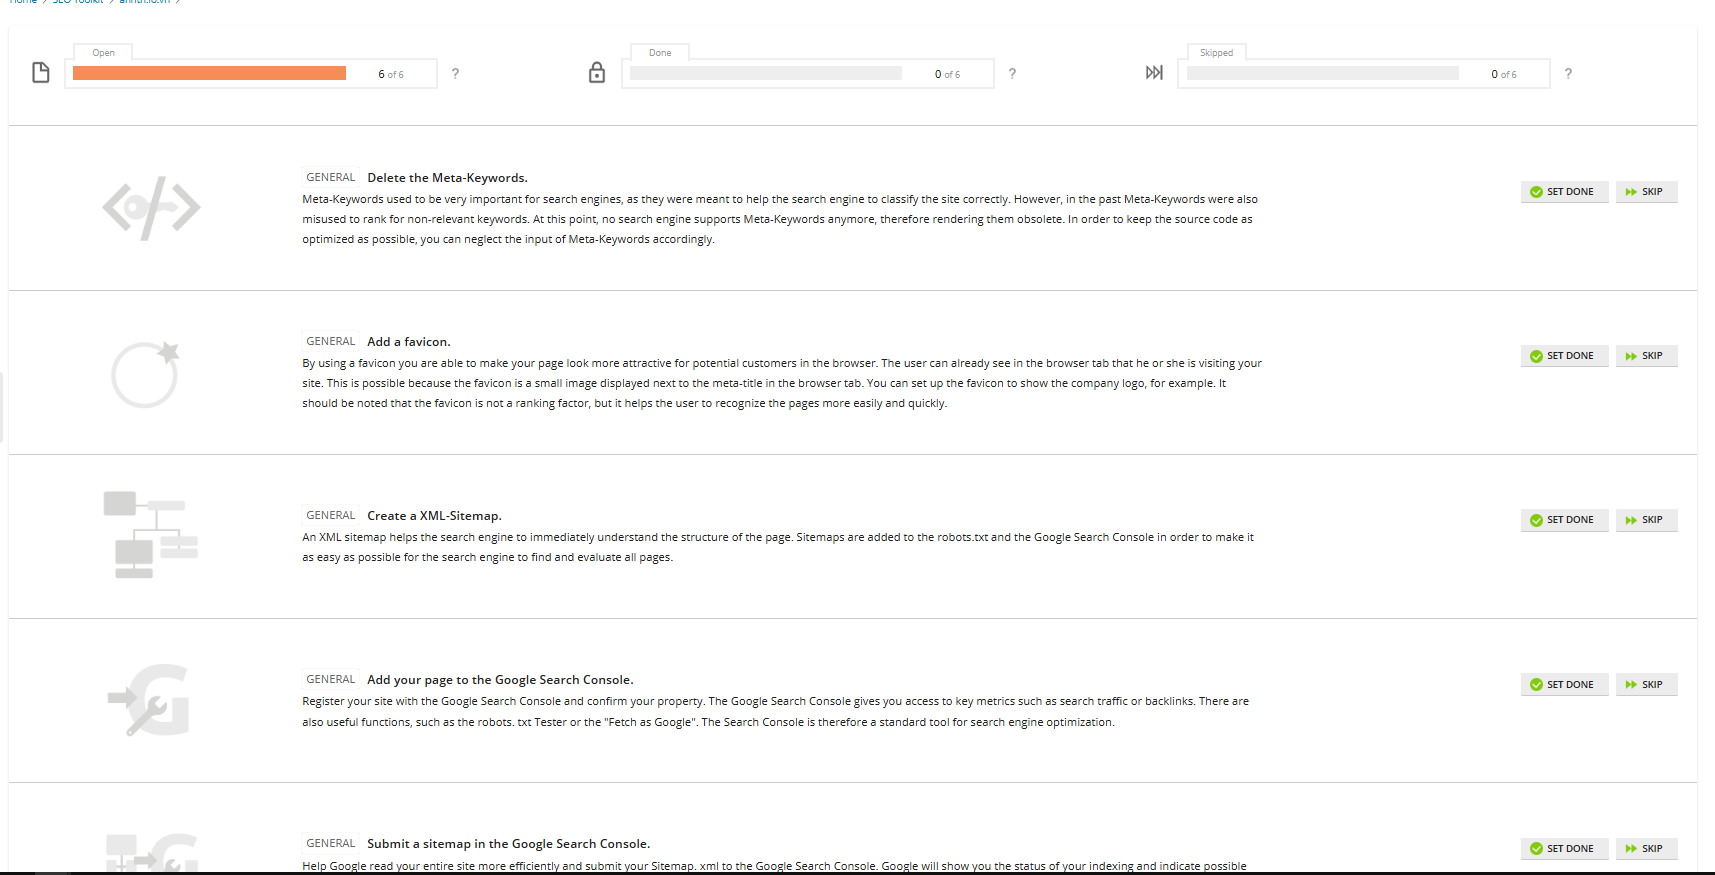 Home > SEO Toolkit >
Open
6 of 6
?
Done
0 of 6
?
Skipped
0 of 6
?
GENERAL Delete the Meta-Keywords.
Meta-Keywords used to be very important for search engines, as they were meant to help the search engine to classify the site correctly. However, in the past Meta-Keywords were also
misused to rank for non-relevant keywords. At this point, no search engine supports Meta-Keywords anymore, therefore rendering them obsolete. In order to keep the source code as
optimized as possible, you can neglect the input of Meta-Keywords accordingly.
SET DONE
SKIP
GENERAL Add a favicon.
By using a favicon you are able to make your page look more attractive for potential customers in the browser. The user can already see in the browser tab that he or she is visiting your
site. This is possible because the favicon is a small image displayed next to the meta-title in the browser tab. You can set up the favicon to show the company logo, for example. It
should be noted that the favicon is not a ranking factor, but it helps the user to recognize the pages more easily and quickly.
SET DONE
SKIP
GENERAL Create a XML-Sitemap.
An XML sitemap helps the search engine to immediately understand the structure of the page. Sitemaps are added to the robots.txt and the Google Search Console in order to make it
as easy as possible for the search engine to find and evaluate all pages.
SET DONE
SKIP
GENERAL Add your page to the Google Search Console.
Register your site with the Google Search Console and confirm your property. The Google Search Console gives you access to key metrics such as search traffic or backlinks. There are
also useful functions, such as the robots. txt Tester or the "Fetch as Google". The Search Console is therefore a standard tool for search engine optimization.
SET DONE
SKIP
GENERAL Submit a sitemap in the Google Search Console.
Help Google read your entire site more efficiently and submit your Sitemap. xml to the Google Search Console. Google will show you the status of your indexing and indicate possible
SET DONE
SKIP